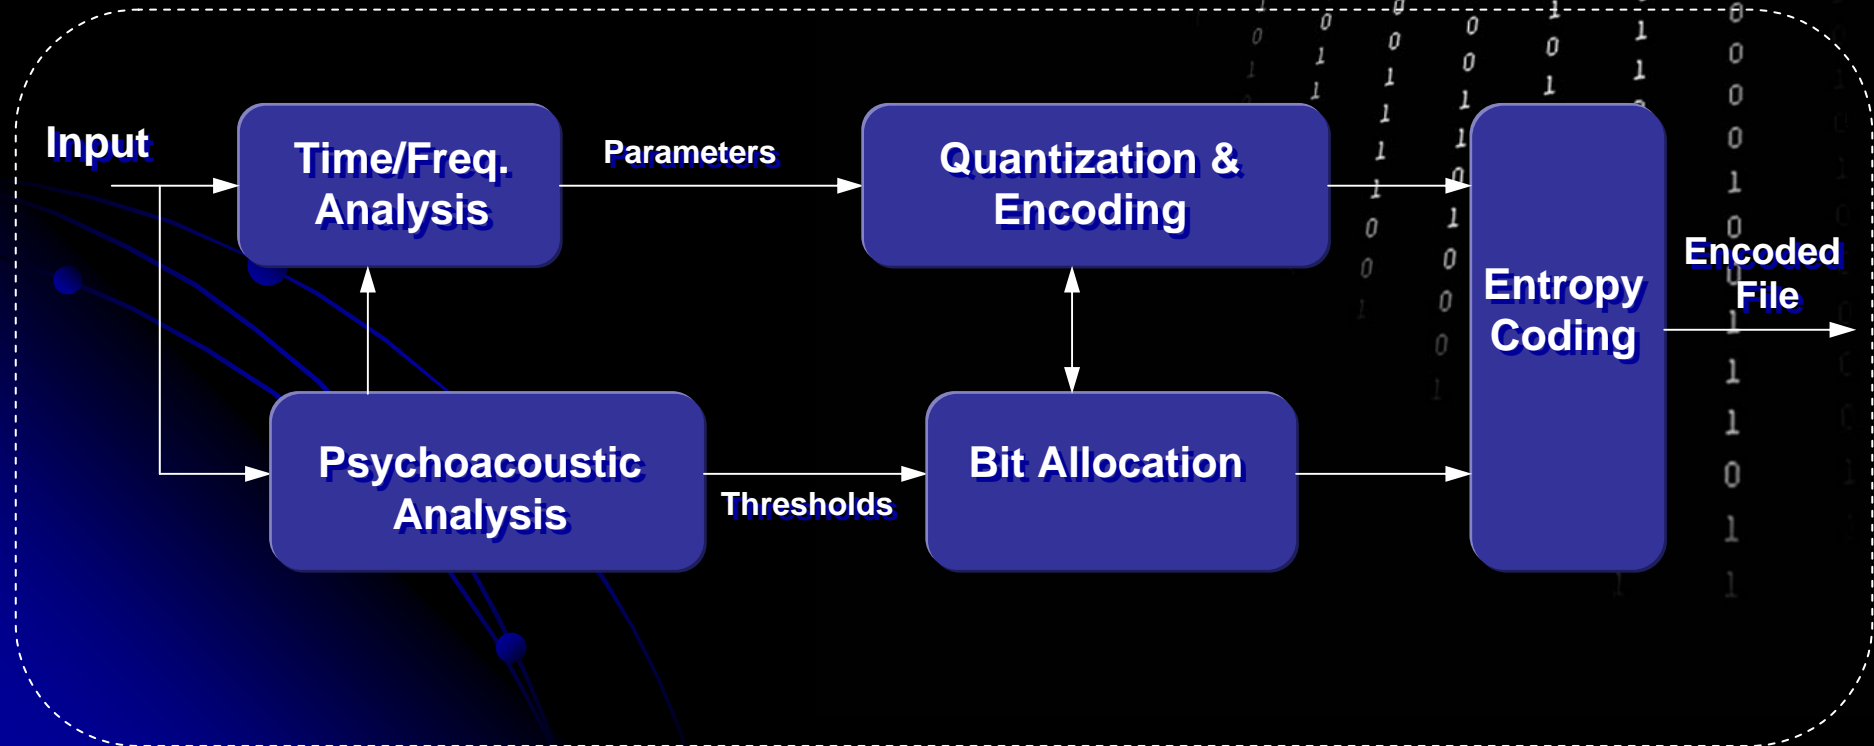 Input
Time/Freq.
Analysis
Parameters
Quantization &
Encoding
Entropy
Coding
Encoded
File
Psychoacoustic
Analysis
Thresholds
Bit Allocation